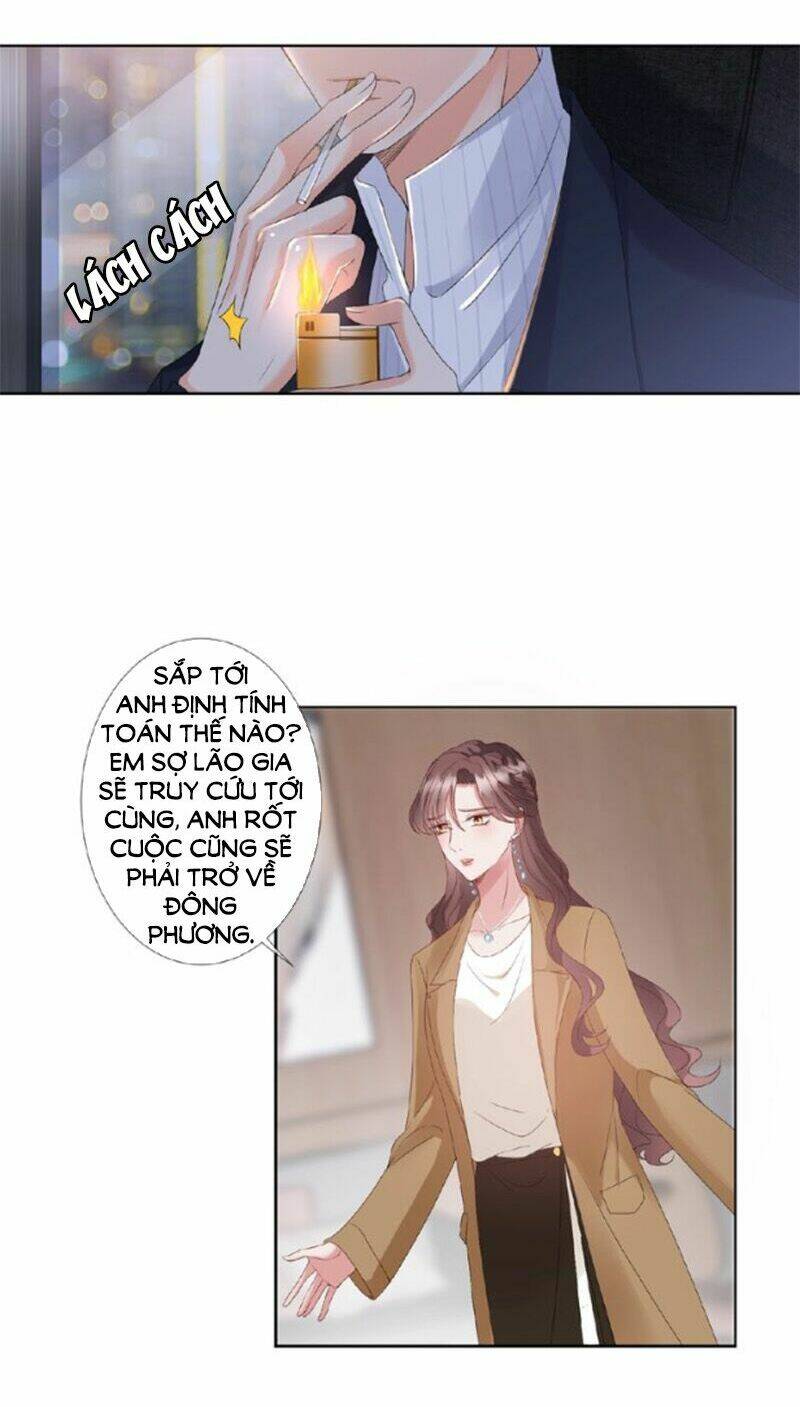 LÁCH CÁCH
SẮP TỚI
ANH ĐỊNH TÍNH
TOÁN THẾ NÀO?
EM SỢ LÃO GIA
SẼ TRUY CỨU TỚI
CÙNG, ANH RỐT
CUỘC CŨNG SẼ
PHẢI TRỞ VỀ
ĐÔNG
PHƯƠNG.